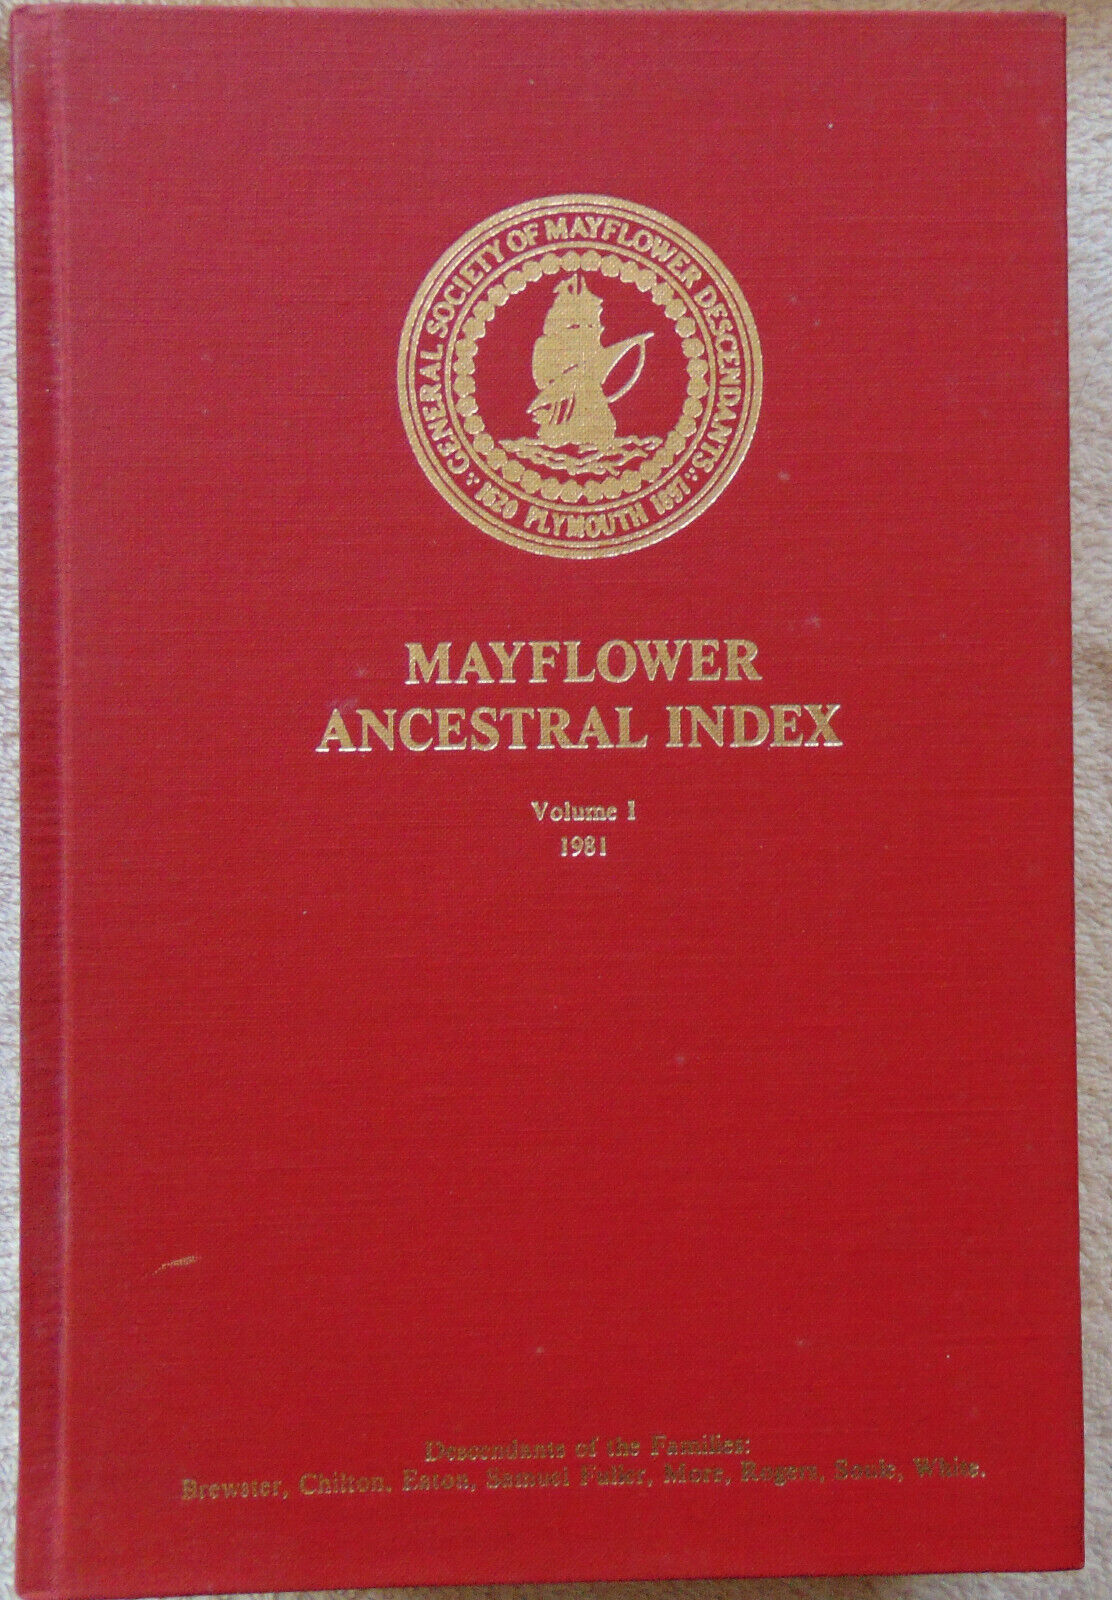 GENERAL SOCIETY OF MAYFLOWER DESCENDANTS
1620 PLYMOUTH 1897
MAYFLOWER
ANCESTRAL INDEX
Volume 1
1981
Descendants of the Families:
Brewster, Chilton, Eaton, Samuel Fuller, More, Rogers, Soule, White.